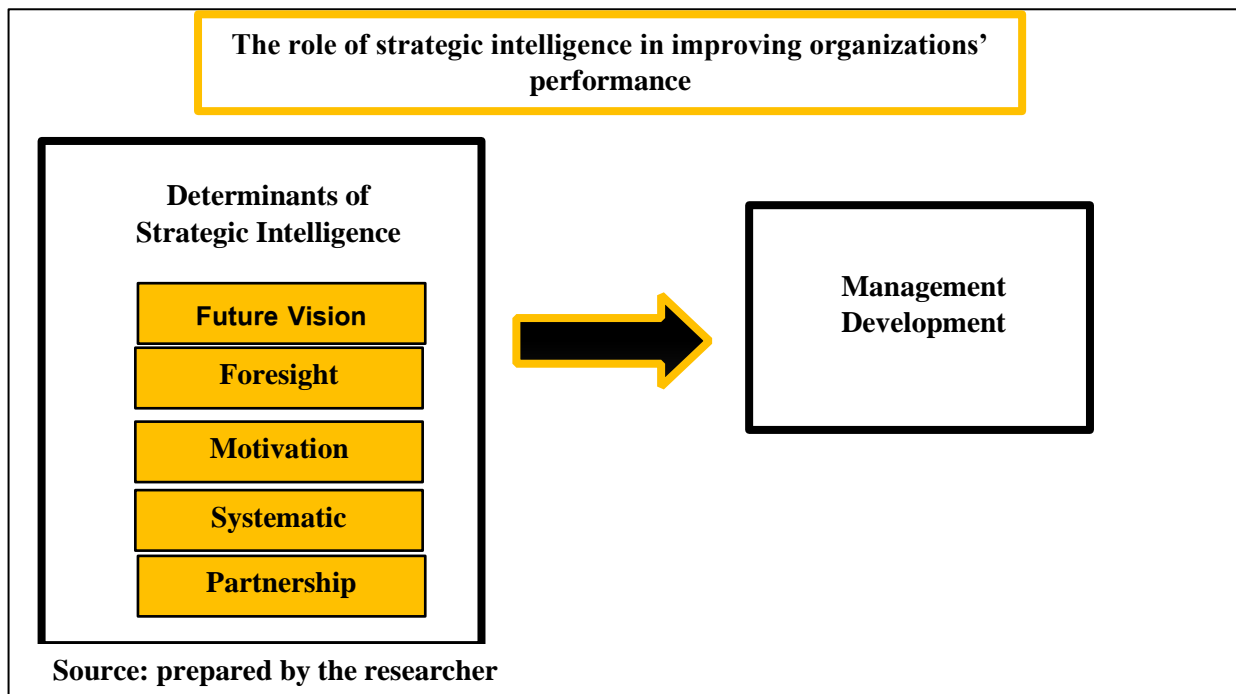 The role of strategic intelligence in improving organizations’
performance
Determinants of
Strategic Intelligence
Future Vision
Foresight
Motivation
Systematic
Partnership
Management
Development
Source: prepared by the researcher